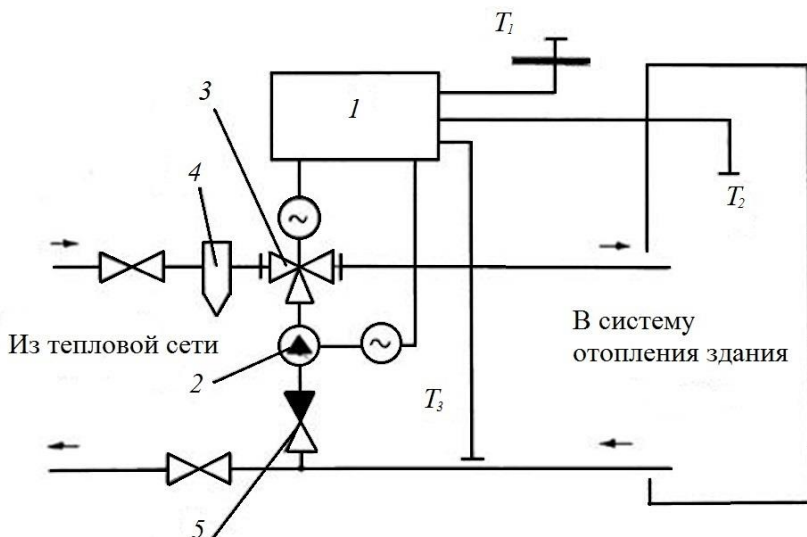 T1
1
3
4
T2
Из тепловой сети
В систему
отопления здания
2
T3
5